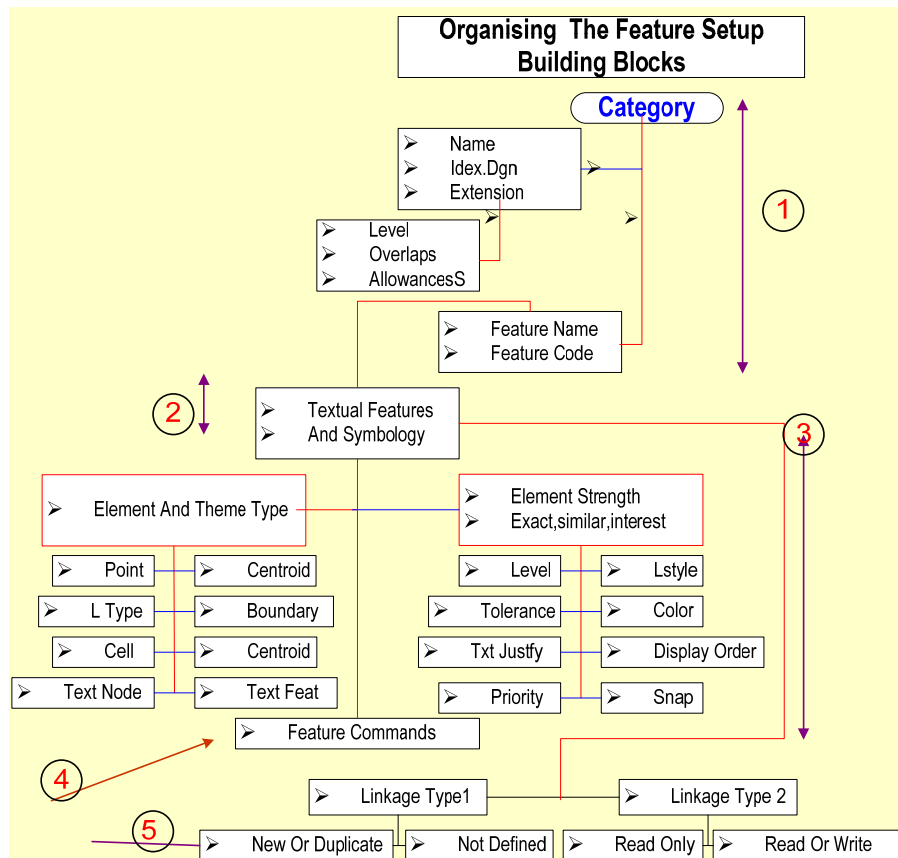 Organising The Feature Setup
Building Blocks
Category
Name
Idex.Dgn
Extension
1
Level
Overlaps
AllowancesS
Feature Name
Feature Code
2
Textual Features
And Symbology
3
Element And Theme Type
Element Strength
Exact,similar,interest
Point
Centroid
Level
Lstyle
L Type
Boundary
Tolerance
Color
Cell
Centroid
Txt Justfy
Display Order
Text Node
Text Feat
Priority
Snap
Feature Commands
4
Linkage Type1
Linkage Type 2
5
New Or Duplicate
Not Defined
Read Only
Read Or Write